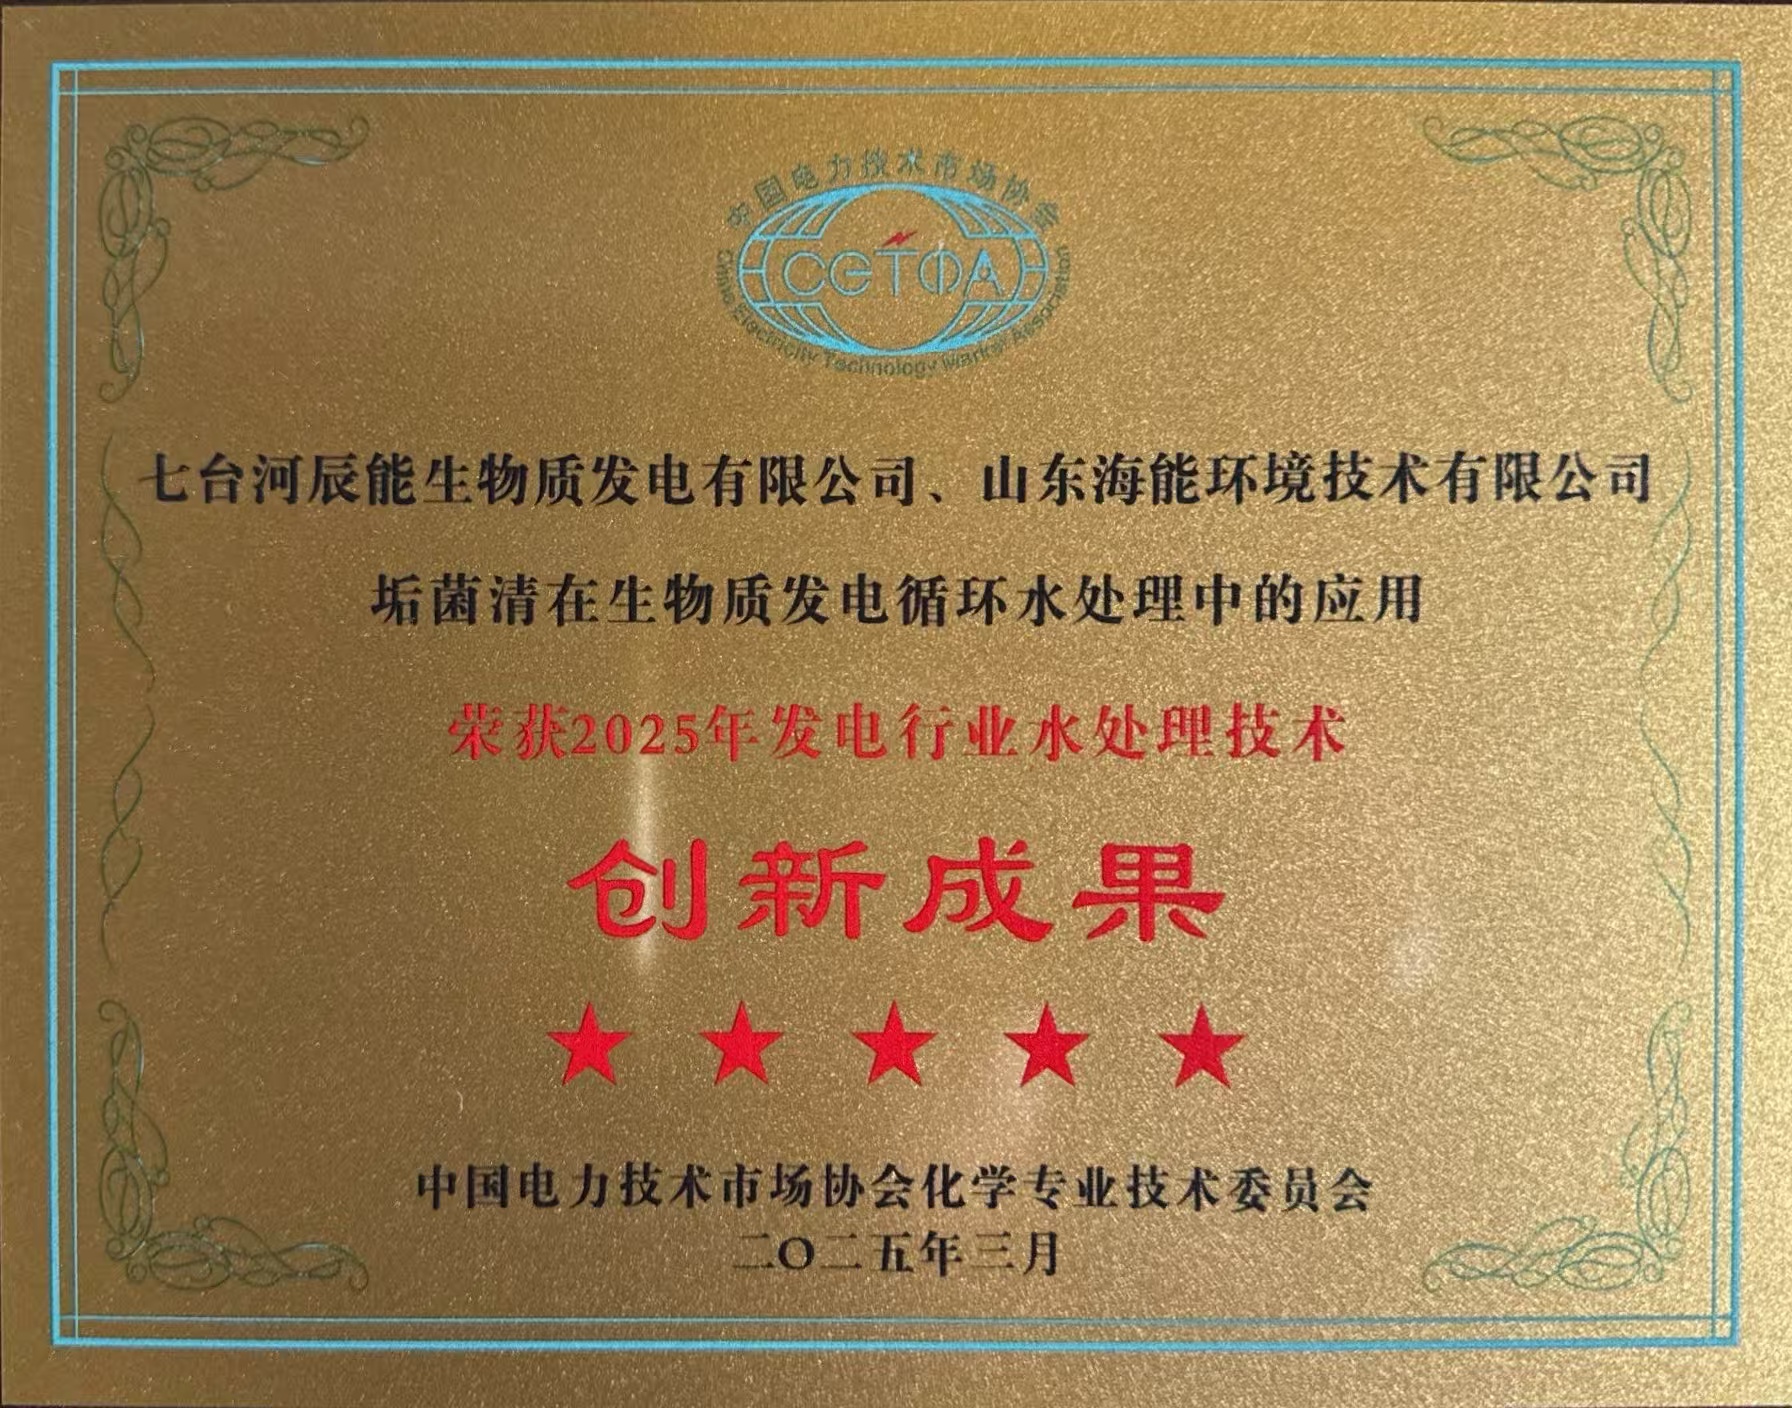 中国电力技术市场协会
CETMA
China Electricity Technology Market Association
七台河辰能生物质发电有限公司、山东海能环境技术有限公司
垢菌清在生物质发电循环水处理中的应用
荣获2025年发电行业水处理技术
创新成果
★ ★ ★ ★ ★
中国电力技术市场协会化学专业技术委员会
二〇二五年三月